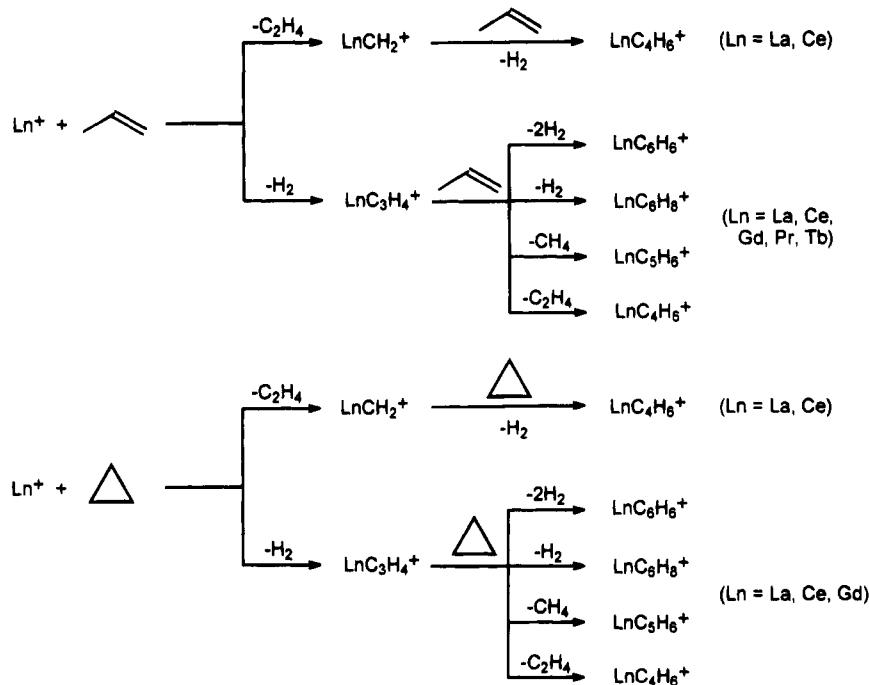 -C₂H₄ LnCH₂⁺ -H₂ LnC₄H₆⁺ (Ln = La, Ce)
Ln⁺ +
-H₂ LnC₃H₄⁺
-2H₂ LnC₆H₆⁺
-H₂ LnC₆H₈⁺
(Ln = La, Ce,
Gd, Pr, Tb)
-CH₄ LnC₅H₆⁺
-C₂H₄ LnC₄H₆⁺
-C₂H₄ LnCH₂⁺ -H₂ LnC₄H₆⁺ (Ln = La, Ce)
Ln⁺ +
-H₂ LnC₃H₄⁺
-2H₂ LnC₆H₆⁺
-H₂ LnC₆H₈⁺
(Ln = La, Ce, Gd)
-CH₄ LnC₅H₆⁺
-C₂H₄ LnC₄H₆⁺